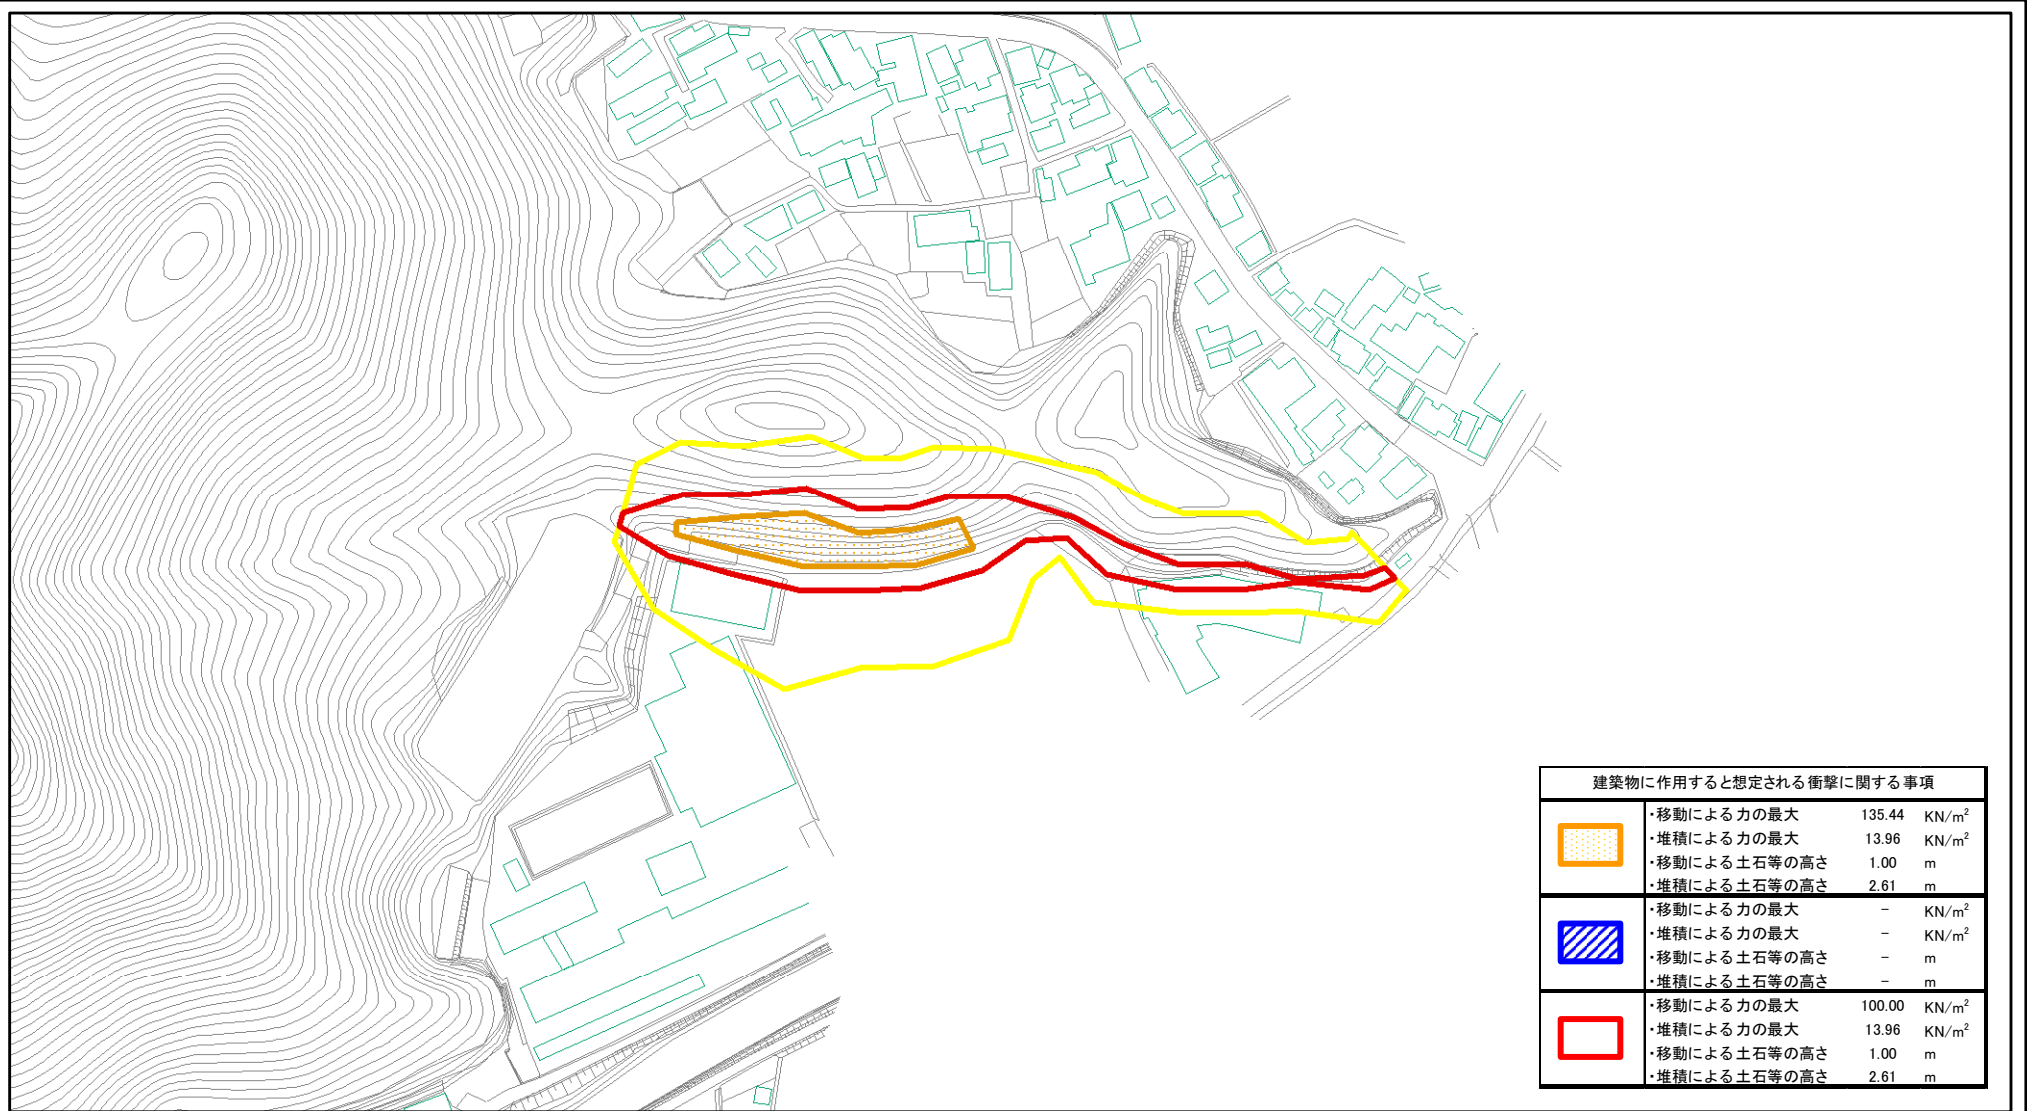 建築物に作用すると想定される衝撃に関する事項
・移動による力の最大 135.44 KN/m²
・堆積による力の最大 13.96 KN/m²
・移動による土石等の高さ 1.00 m
・堆積による土石等の高さ 2.61 m
・移動による力の最大 － KN/m²
・堆積による力の最大 － KN/m²
・移動による土石等の高さ － m
・堆積による土石等の高さ － m
・移動による力の最大 100.00 KN/m²
・堆積による力の最大 13.96 KN/m²
・移動による土石等の高さ 1.00 m
・堆積による土石等の高さ 2.61 m